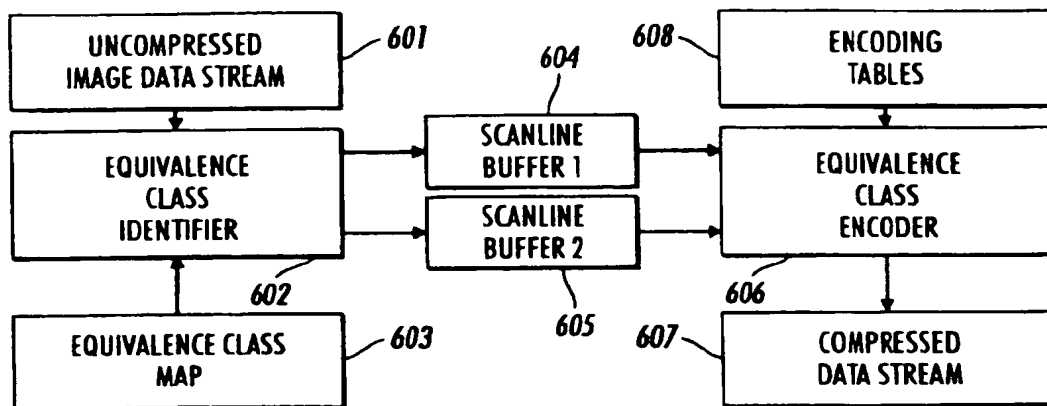 UNCOMPRESSED
IMAGE DATA STREAM
601
608
ENCODING
TABLES
604
EQUIVALENCE
CLASS
IDENTIFIER
602
SCANLINE
BUFFER 1
SCANLINE
BUFFER 2
605
EQUIVALENCE
CLASS
ENCODER
606
EQUIVALENCE CLASS
MAP
603
607
COMPRESSED
DATA STREAM